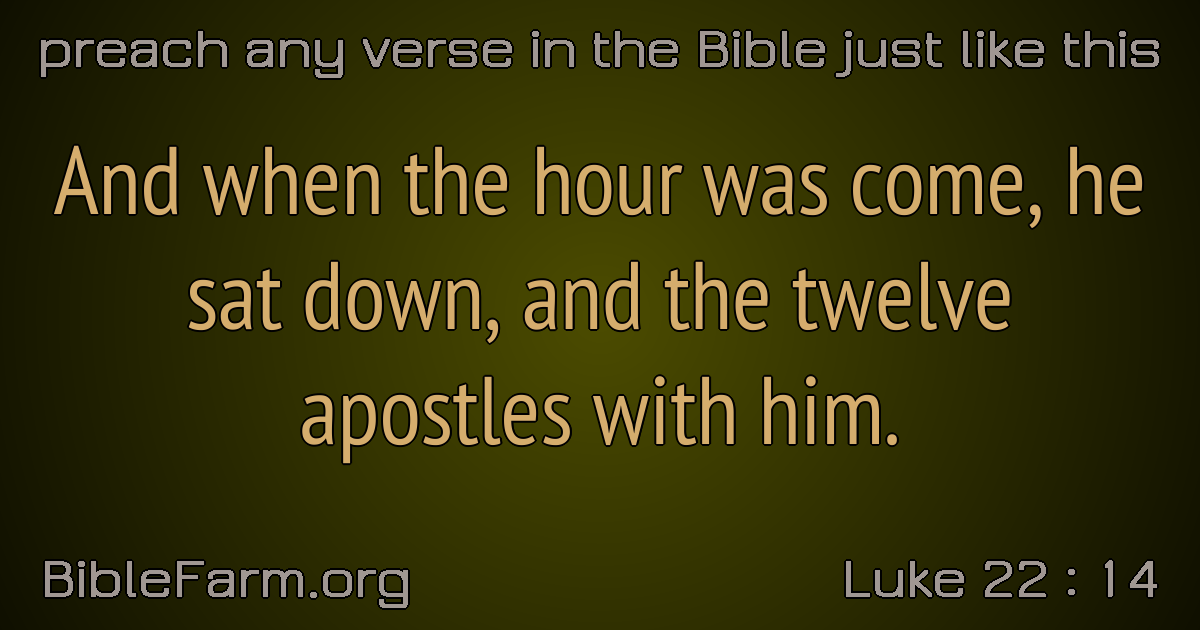 preach any verse in the Bible just like this
And when the hour was come, he
sat down, and the twelve
apostles with him.
BibleFarm.org
Luke 22 : 14